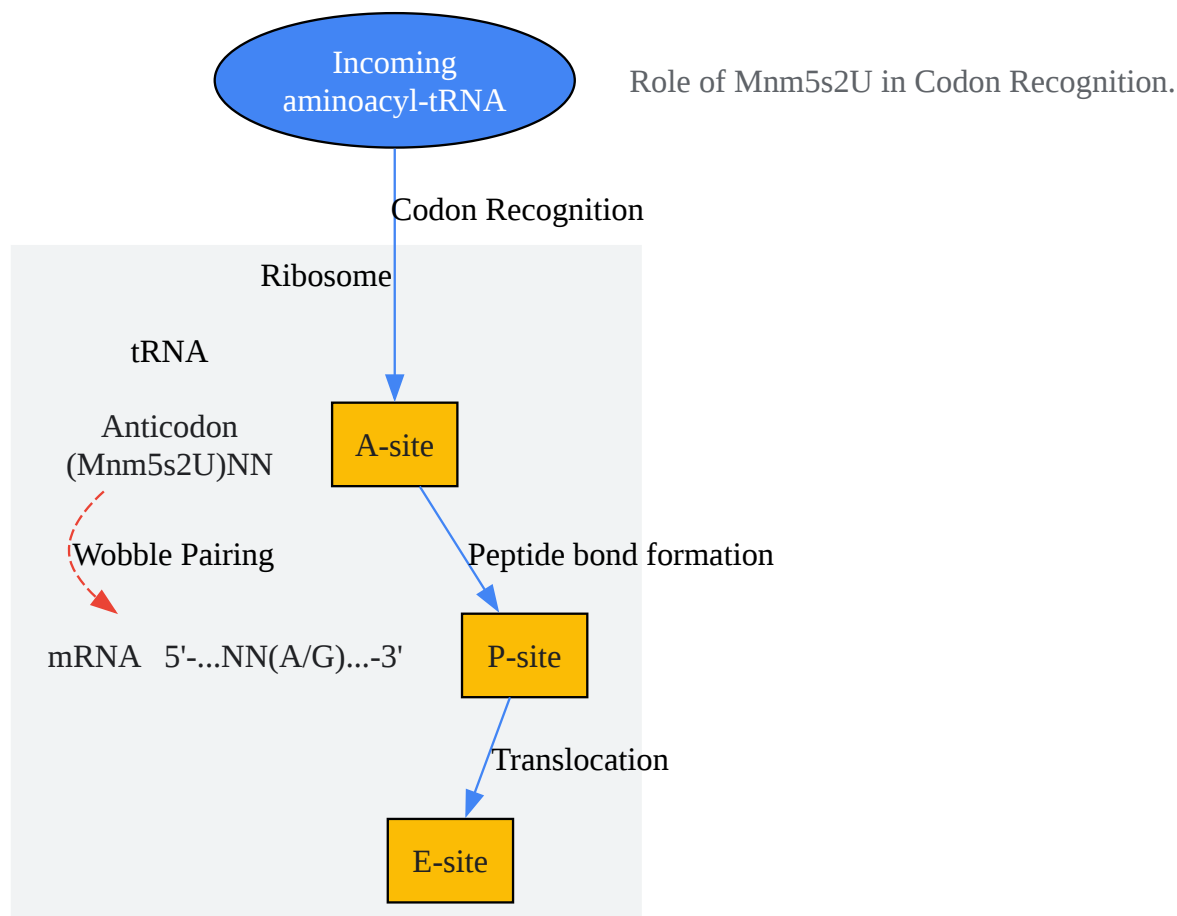 Incoming
aminoacyl-tRNA
Role of Mnm5s2U in Codon Recognition.
Codon Recognition
Ribosome
tRNA
Anticodon
(Mnm5s2U)NN
A-site
Wobble Pairing
Peptide bond formation
mRNA 5'-...NN(A/G)...-3'
P-site
Translocation
E-site